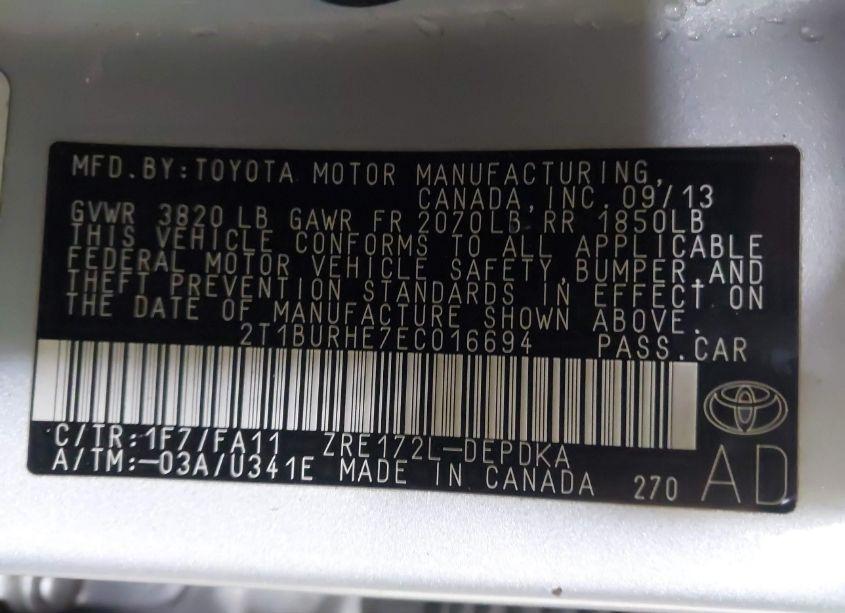 MFD.BY:TOYOTA MOTOR MANUFACTURING,
CANADA,INC. 09/13
GVWR 3820 LB GAWR FR 2070LB RR 1850LB
THIS VEHICLE CONFORMS TO ALL APPLICABLE
FEDERAL MOTOR VEHICLE SAFETY,BUMPER,AND
THEFT PREVENTION STANDARDS IN EFFECT ON
THE DATE OF MANUFACTURE SHOWN ABOVE.
2T1BURHE7EC016694 PASS.CAR
C/TR:1F7/FA11 ZRE172L-DEPDKA
A/TM:-03A/U341E MADE IN CANADA 270 AD